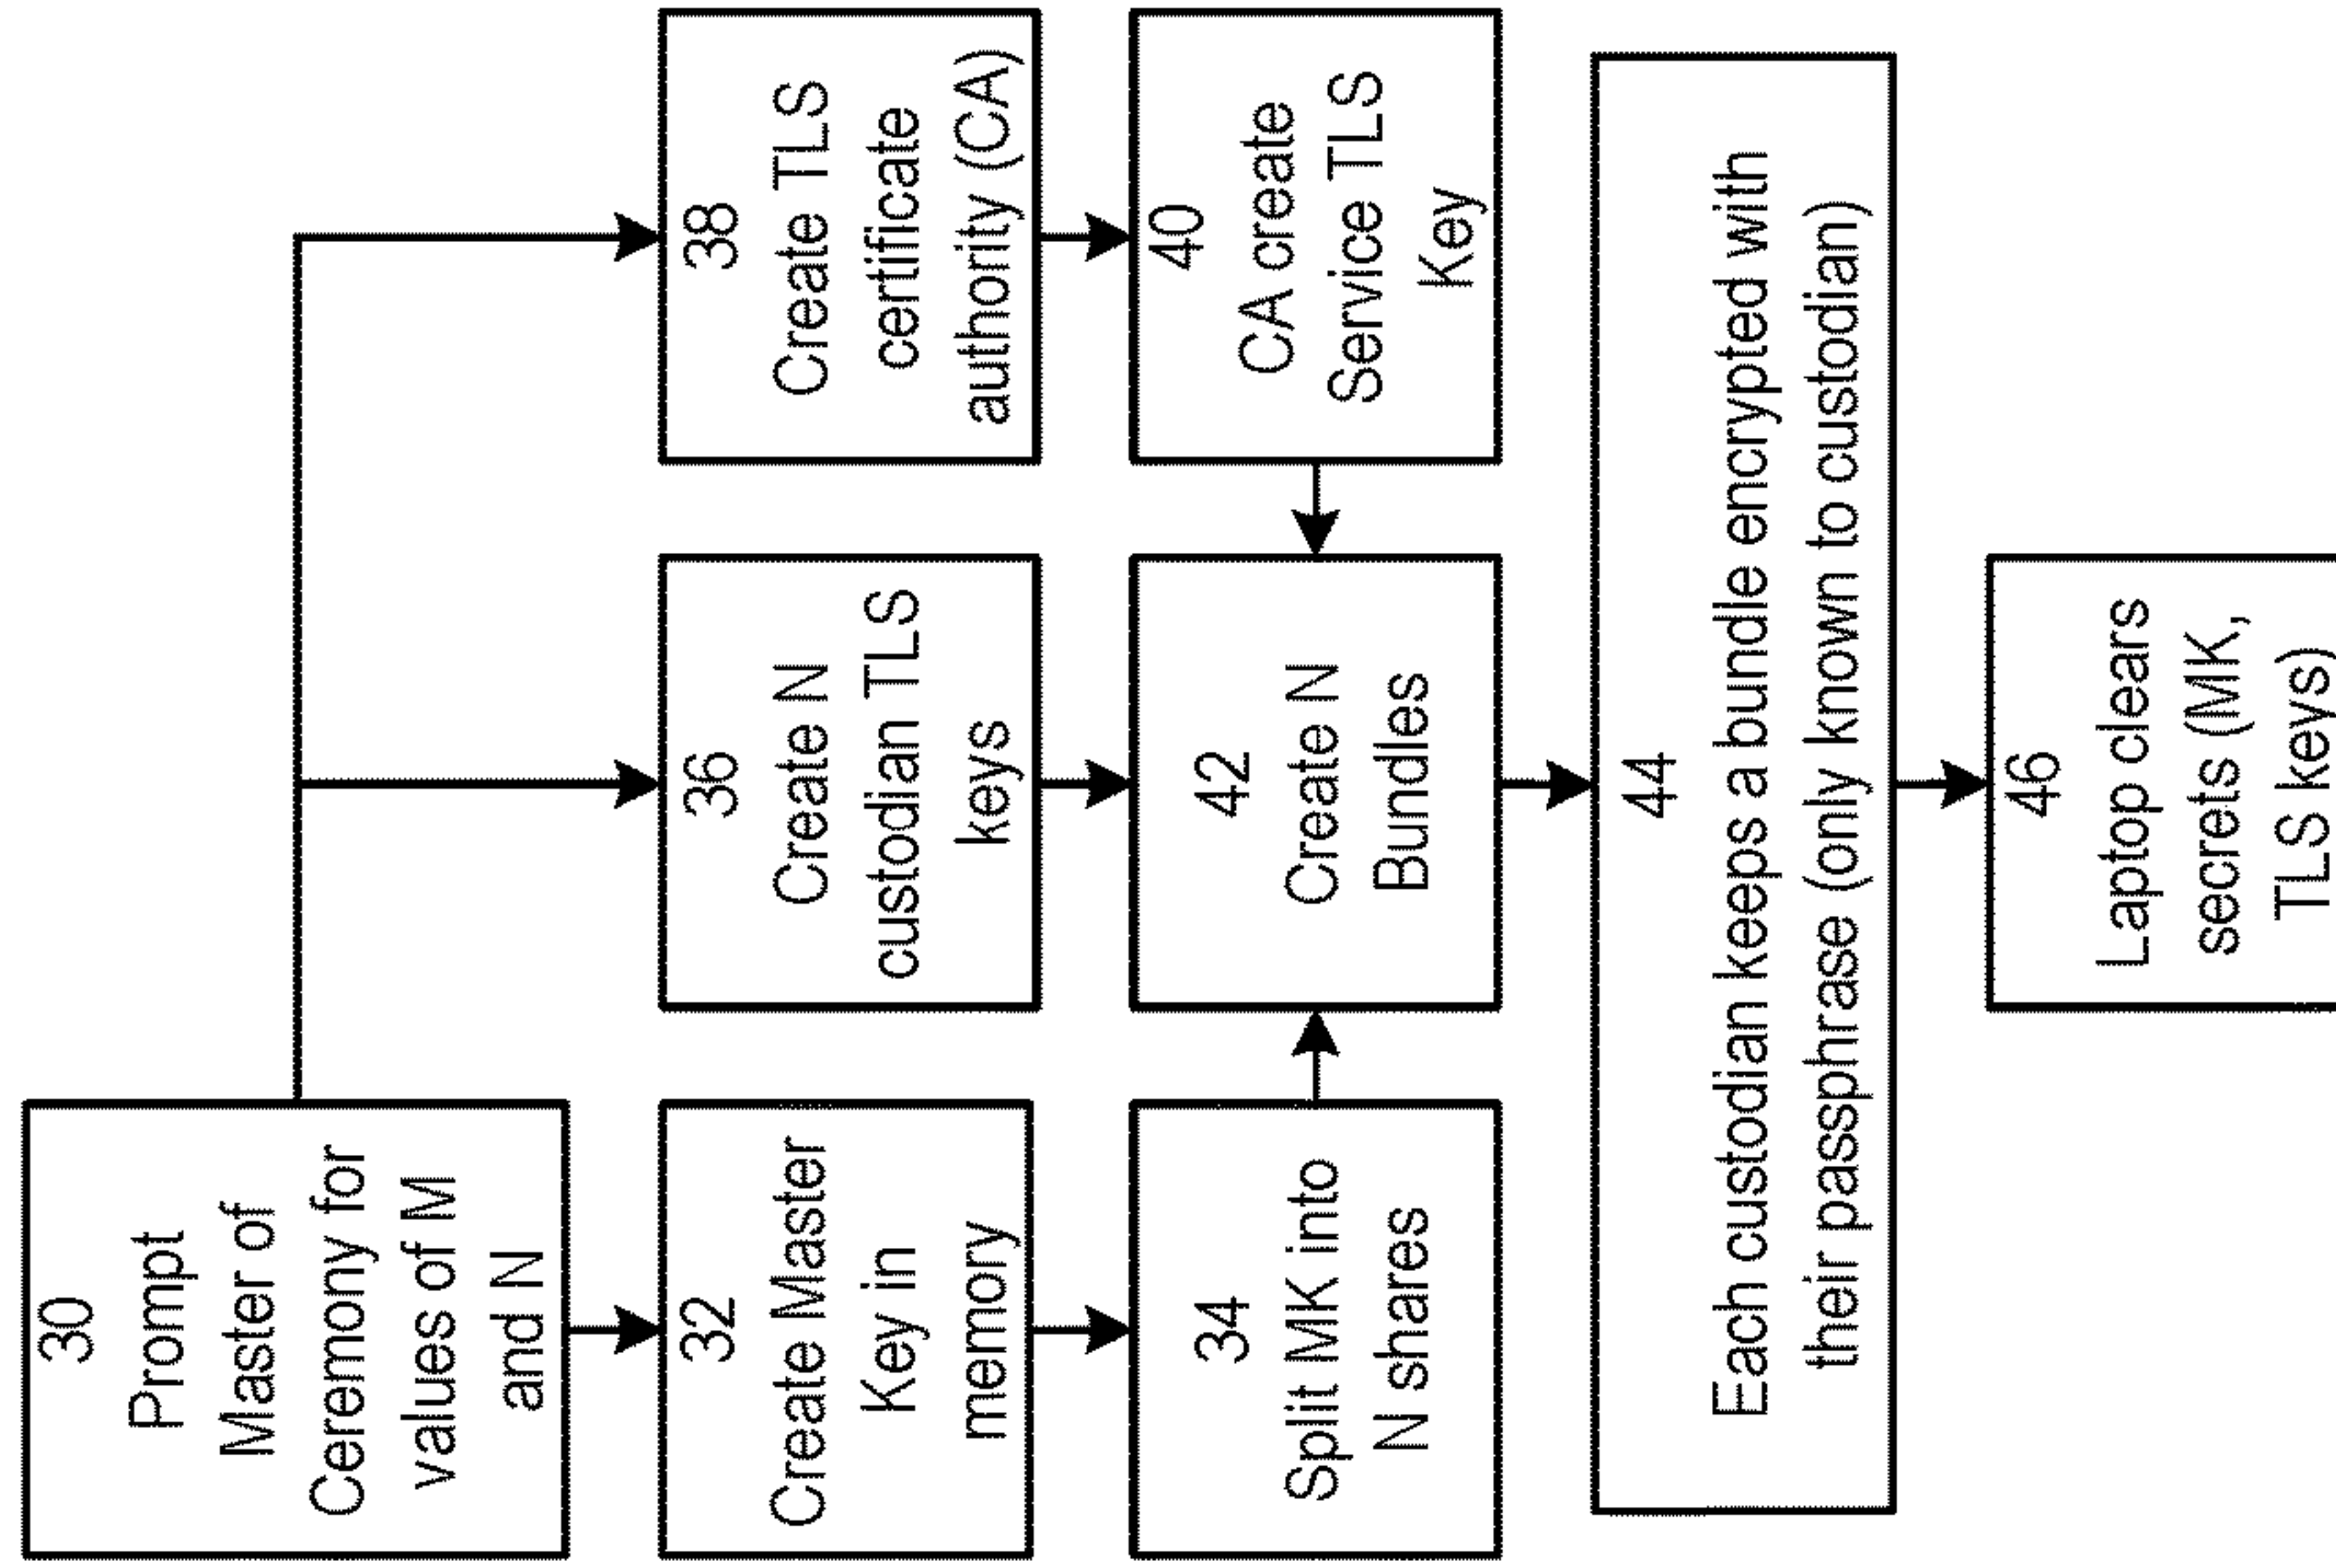 30
Prompt
Master of
Ceremony for
values of M
and N
32
Create Master
Key in
memory
34
Split MK into
N shares
36
Create N
custodian TLS
keys
38
Create TLS
certificate
authority (CA)
40
CA create
Service TLS
Key
42
Create N
Bundles
44
Each custodian keeps a bundle encrypted with
their passphrase (only known to custodian)
46
Laptop clears
secrets (MK,
TLS keys)